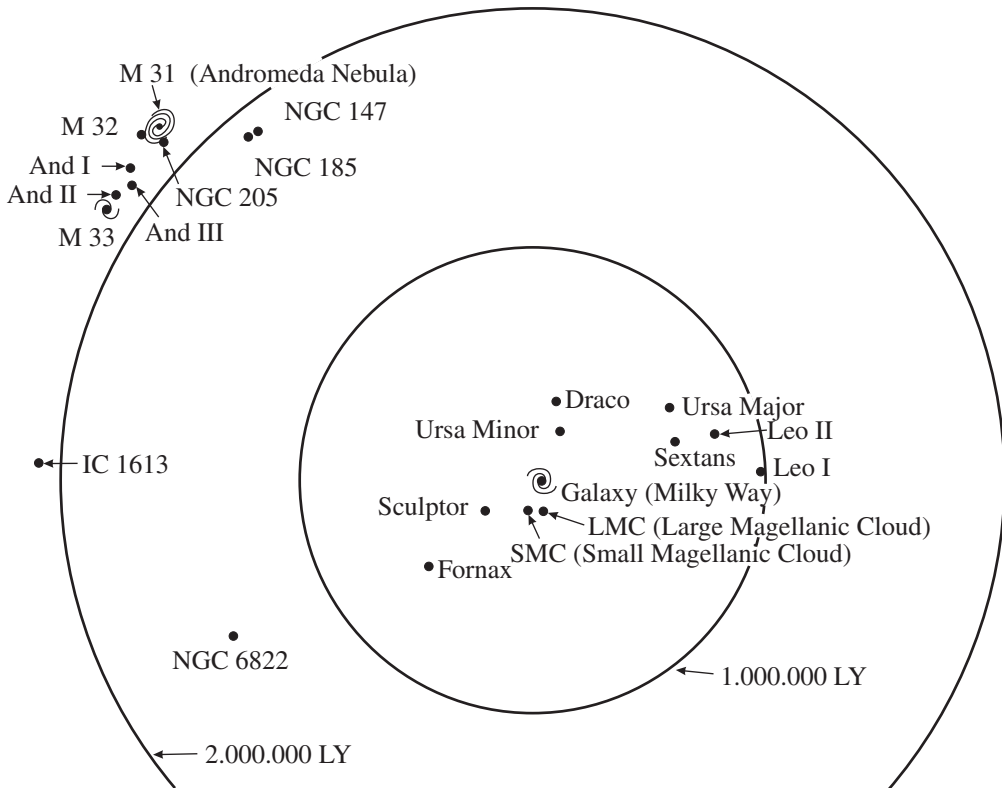 M 31 (Andromeda Nebula)
NGC 147
M 32
NGC 185
And I
NGC 205
And II
And III
M 33
Draco
Ursa Major
Ursa Minor
Leo II
Sextans
IC 1613
Leo I
Galaxy (Milky Way)
Sculptor
LMC (Large Magellanic Cloud)
SMC (Small Magellanic Cloud)
Fornax
NGC 6822
1.000.000 LY
2.000.000 LY